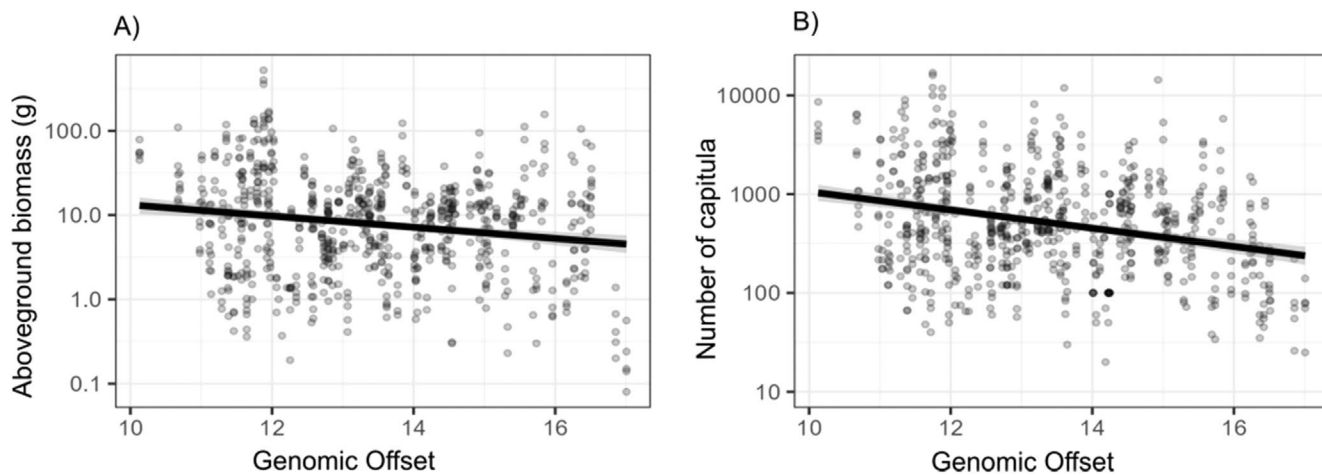 A)
Aboveground biomass (g)
100.0
10.0
1.0
0.1
10 12 14 16
Genomic Offset
B)
Number of capitula
10000
1000
100
10
10 12 14 16
Genomic Offset